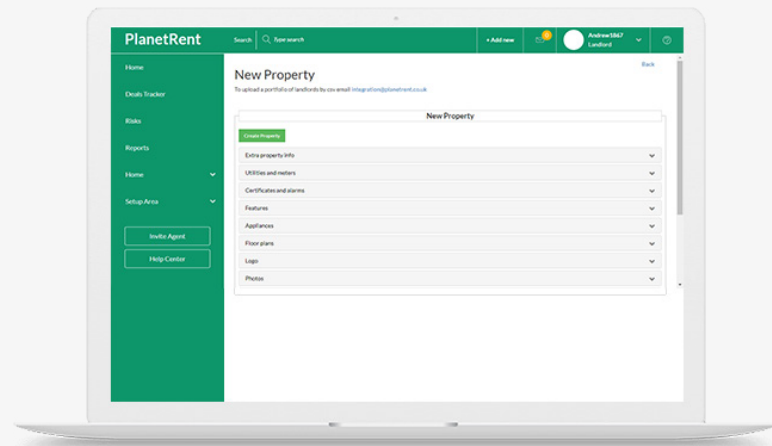 PlanetRent
Search
Type search
+ Add new
Andrew1867
Landlord
Home
Deals Tracker
Risks
Reports
Home
Setup Area
Invite Agent
Help Center
Back
New Property
To upload a portfolio of landlords by csv email integration@planetrent.co.uk
New Property
Create Property
Extra property info
Utilities and meters
Certificates and alarms
Features
Appliances
Floor plans
Logo
Photos